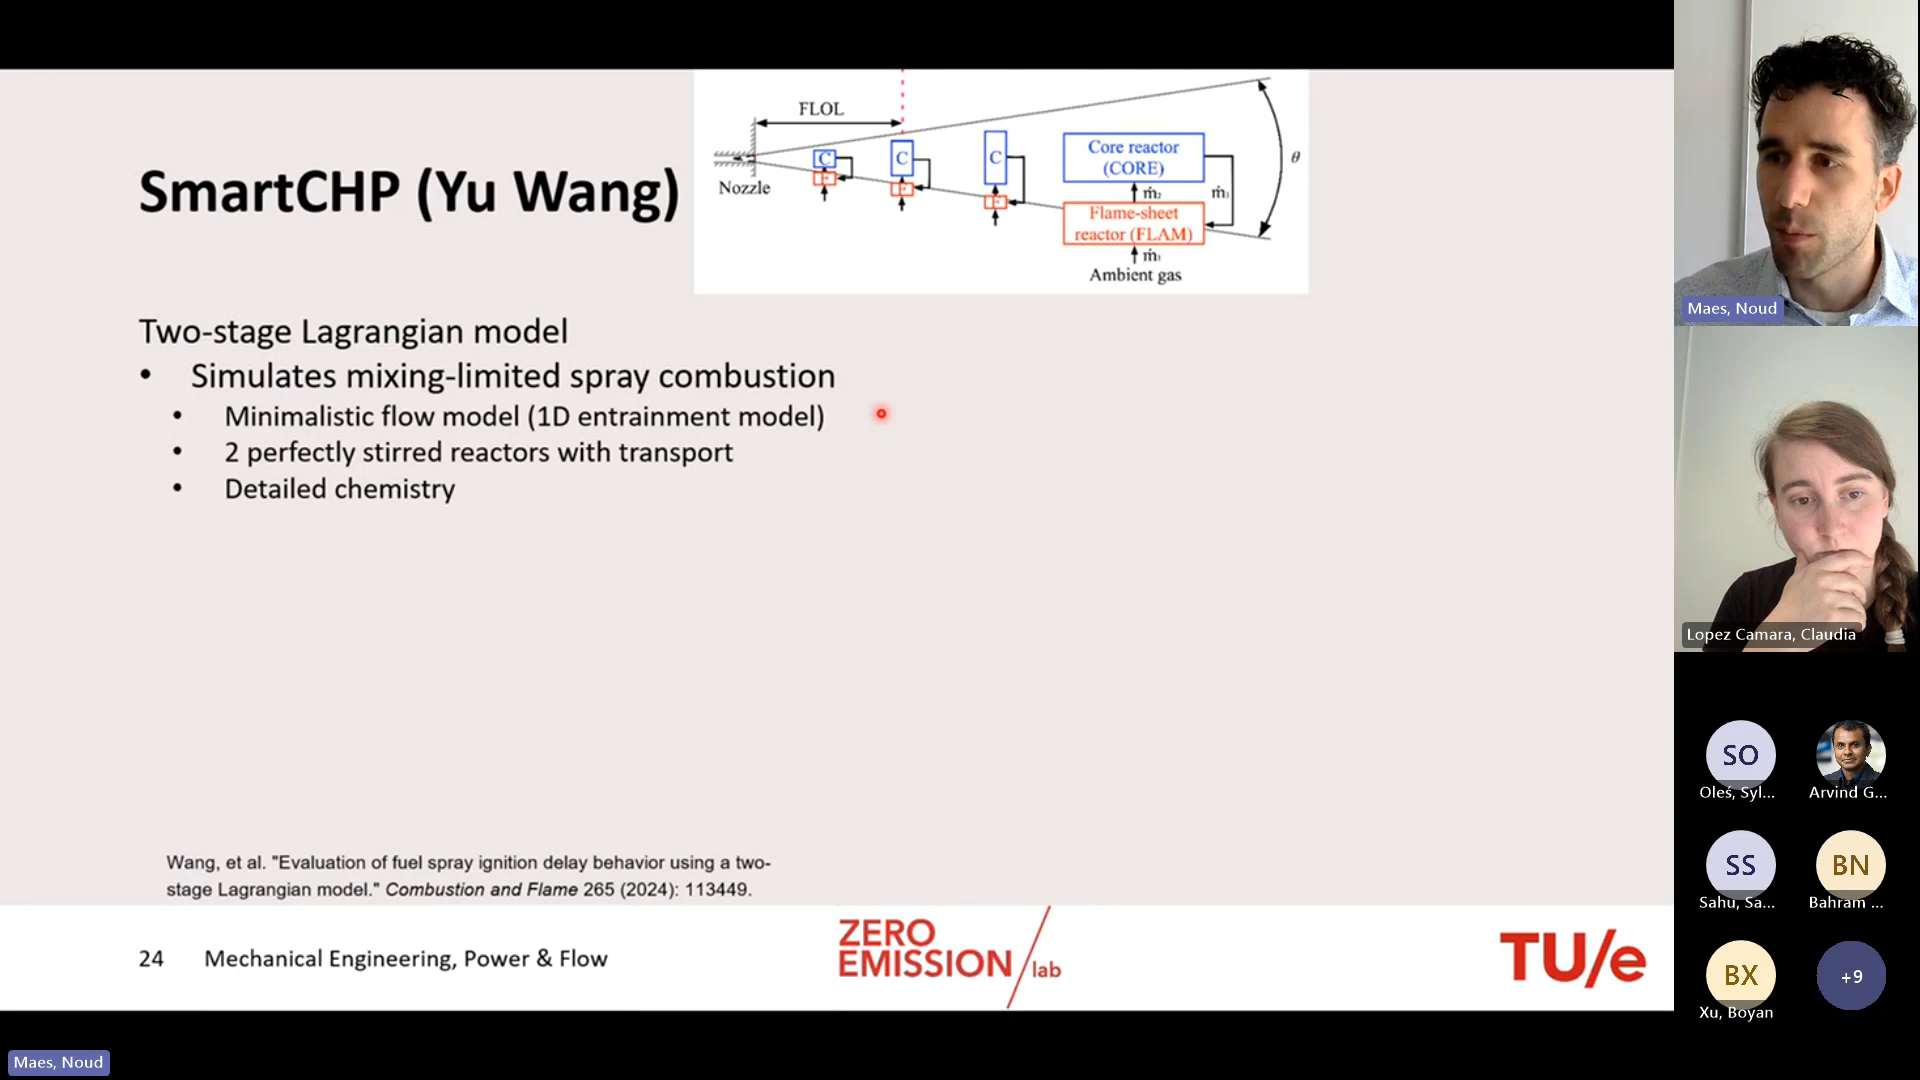 SmartCHP (Yu Wang)
FLOL
Nozzle
C
C
C
Core reactor
(CORE)
ṁ₂
ṁ₃
Flame-sheet
reactor (FLAM)
ṁ₁
Ambient gas
θ
Two-stage Lagrangian model
• Simulates mixing-limited spray combustion
• Minimalistic flow model (1D entrainment model)
• 2 perfectly stirred reactors with transport
• Detailed chemistry
Wang, et al. "Evaluation of fuel spray ignition delay behavior using a two-
stage Lagrangian model." Combustion and Flame 265 (2024): 113449.
24 Mechanical Engineering, Power & Flow
ZERO
EMISSION
lab
TU/e
Maes, Noud
Lopez Camara, Claudia
SO
Oleś, Syl...
Arvind G...
SS
Sahu, Sa...
BN
Bahram ...
BX
Xu, Boyan
+9
Maes, Noud